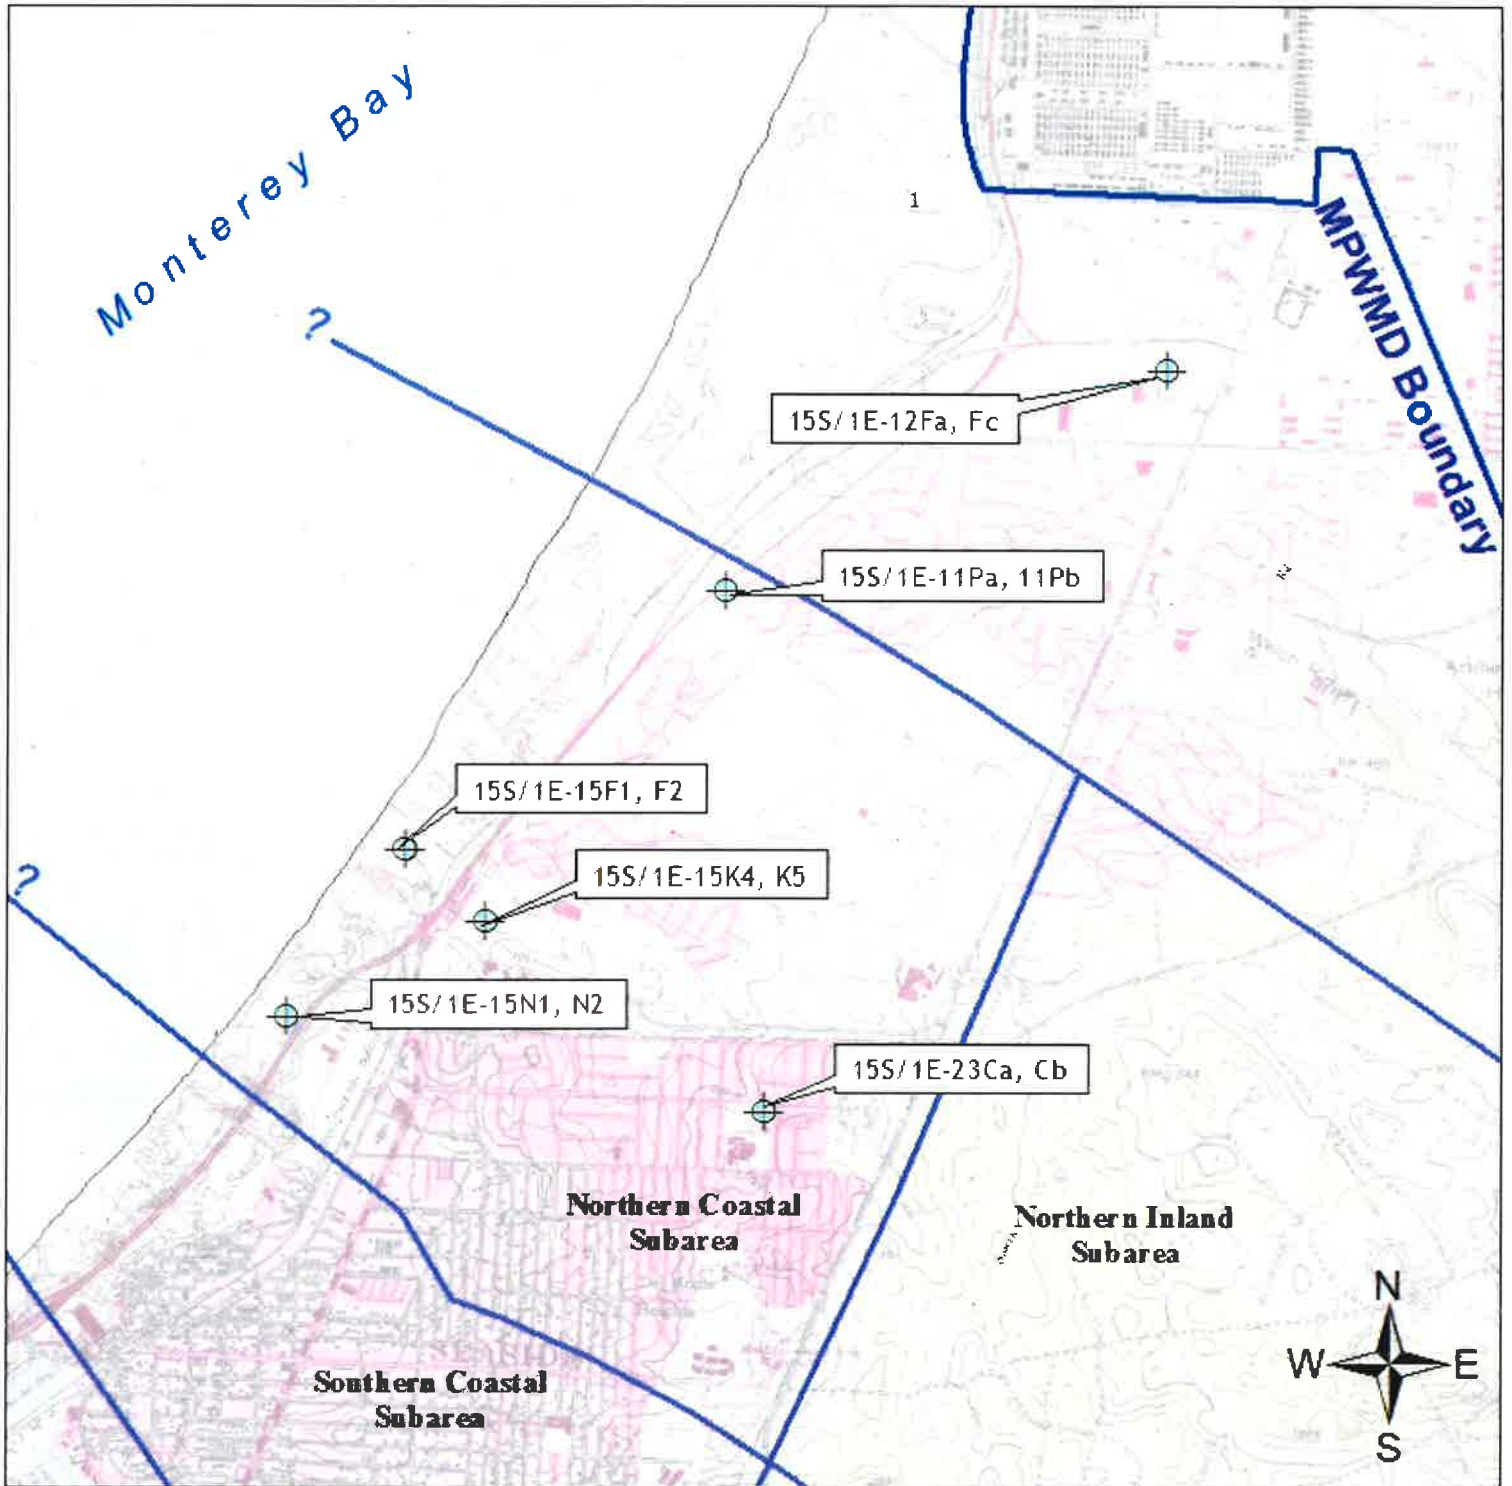 Monterey Bay
1
MPWMD Boundary
?
15S/1E-12Fa, Fc
15S/1E-11Pa, 11Pb
15S/1E-15F1, F2
15S/1E-15K4, K5
?
15S/1E-15N1, N2
15S/1E-23Ca, Cb
Northern Coastal
Subarea
Northern Inland
Subarea
Southern Coastal
Subarea
N
W
E
S